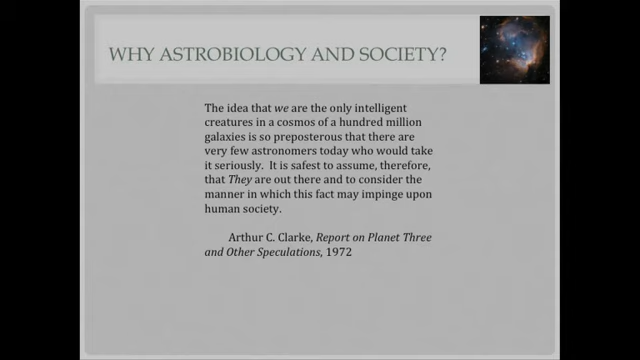 WHY ASTROBIOLOGY AND SOCIETY?
The idea that we are the only intelligent
creatures in a cosmos of a hundred million
galaxies is so preposterous that there are
very few astronomers today who would take
it seriously. It is safest to assume, therefore,
that They are out there and to consider the
manner in which this fact may impinge upon
human society.
Arthur C. Clarke, Report on Planet Three
and Other Speculations, 1972